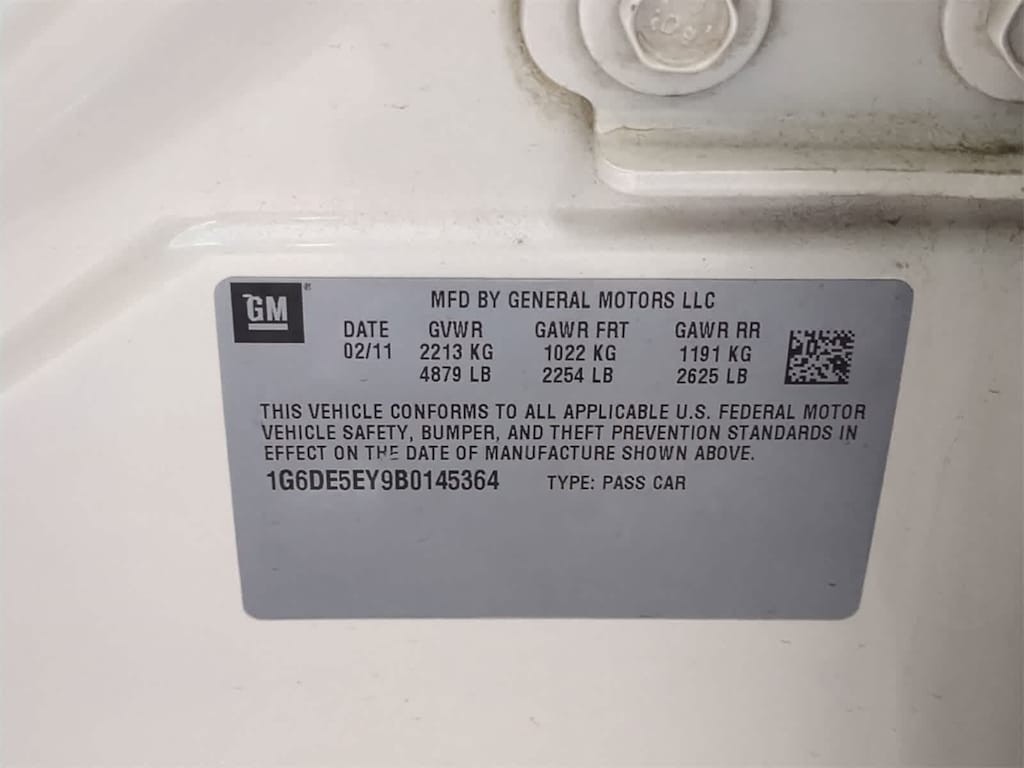 GM®
MFD BY GENERAL MOTORS LLC
DATE GVWR GAWR FRT GAWR RR
02/11 2213 KG 1022 KG 1191 KG
4879 LB 2254 LB 2625 LB
THIS VEHICLE CONFORMS TO ALL APPLICABLE U.S. FEDERAL MOTOR
VEHICLE SAFETY, BUMPER, AND THEFT PREVENTION STANDARDS IN
EFFECT ON THE DATE OF MANUFACTURE SHOWN ABOVE.
1G6DE5EY9B0145364 TYPE: PASS CAR